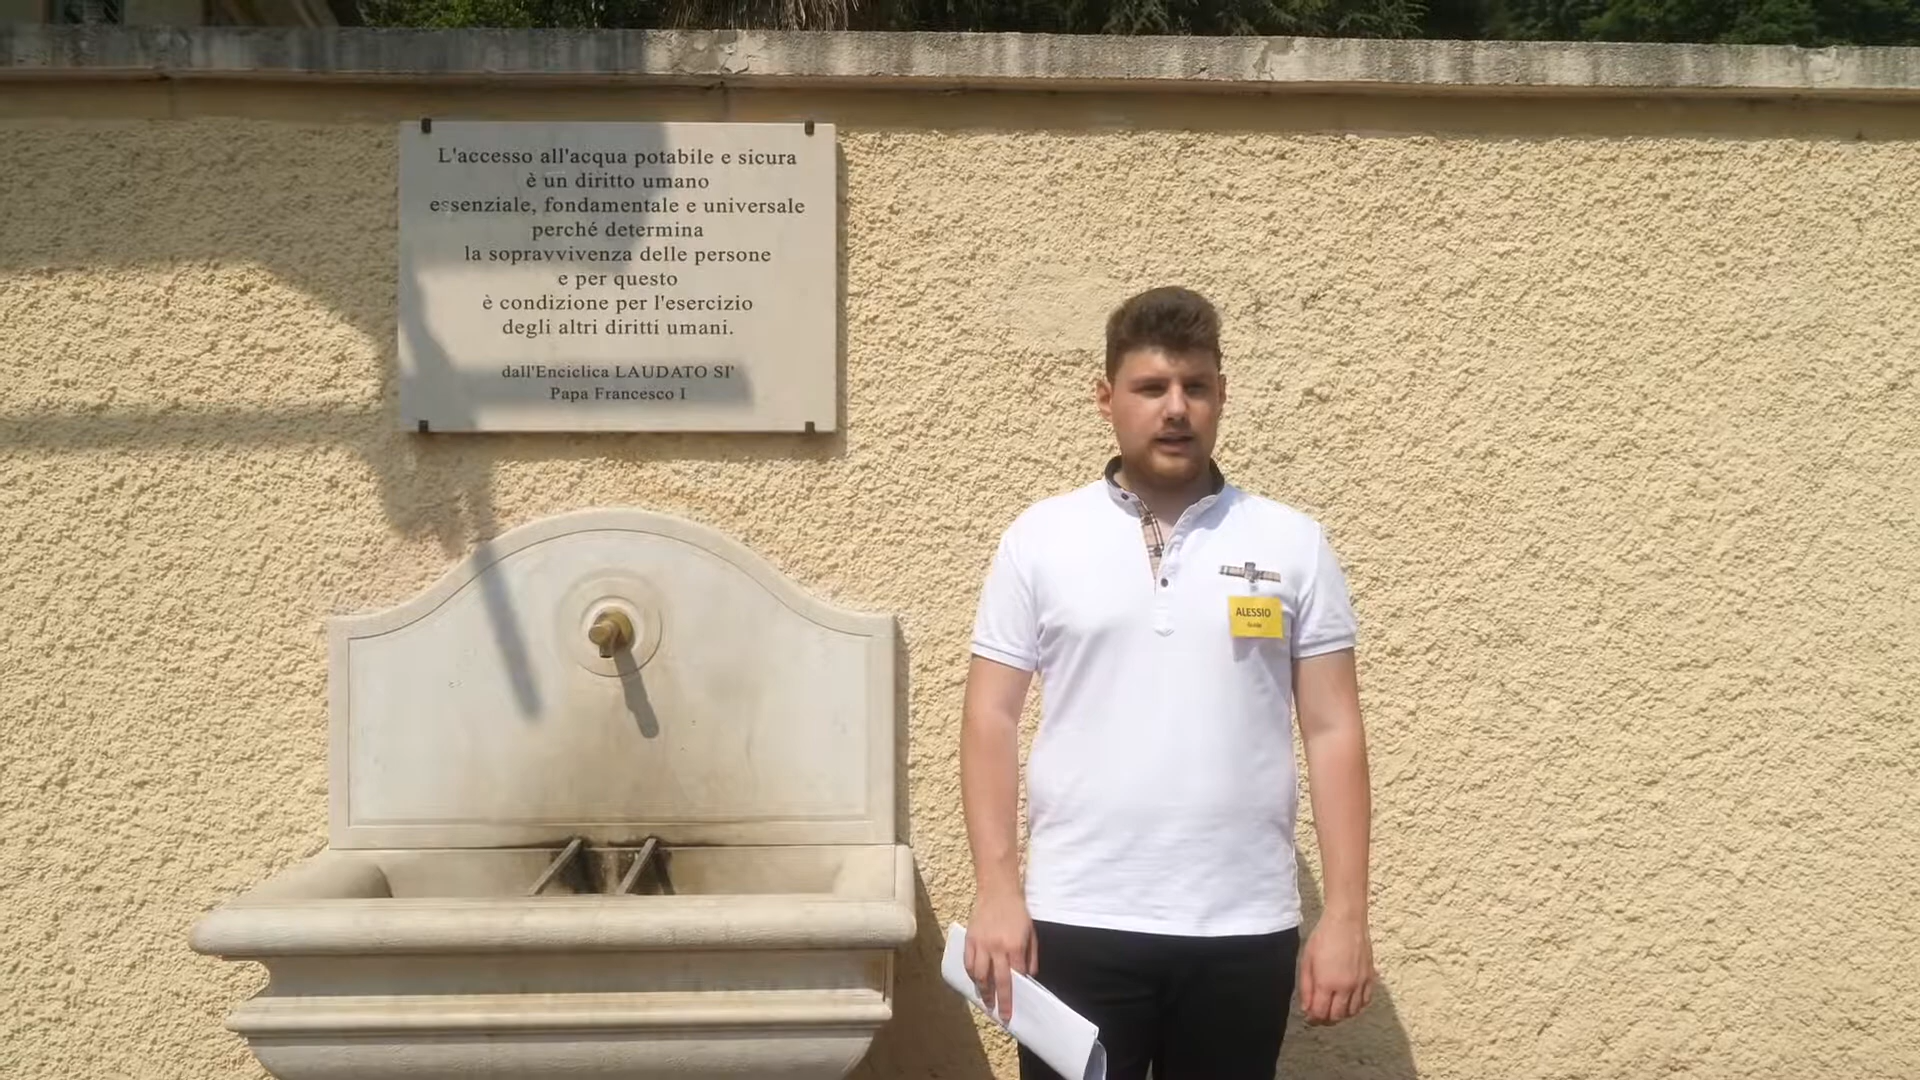 L'accesso all'acqua potabile e sicura
è un diritto umano
essenziale, fondamentale e universale
perché determina
la sopravvivenza delle persone
e per questo
è condizione per l'esercizio
degli altri diritti umani.
dall'Enciclica LAUDATO SI'
Papa Francesco I
ALESSIO
Guida